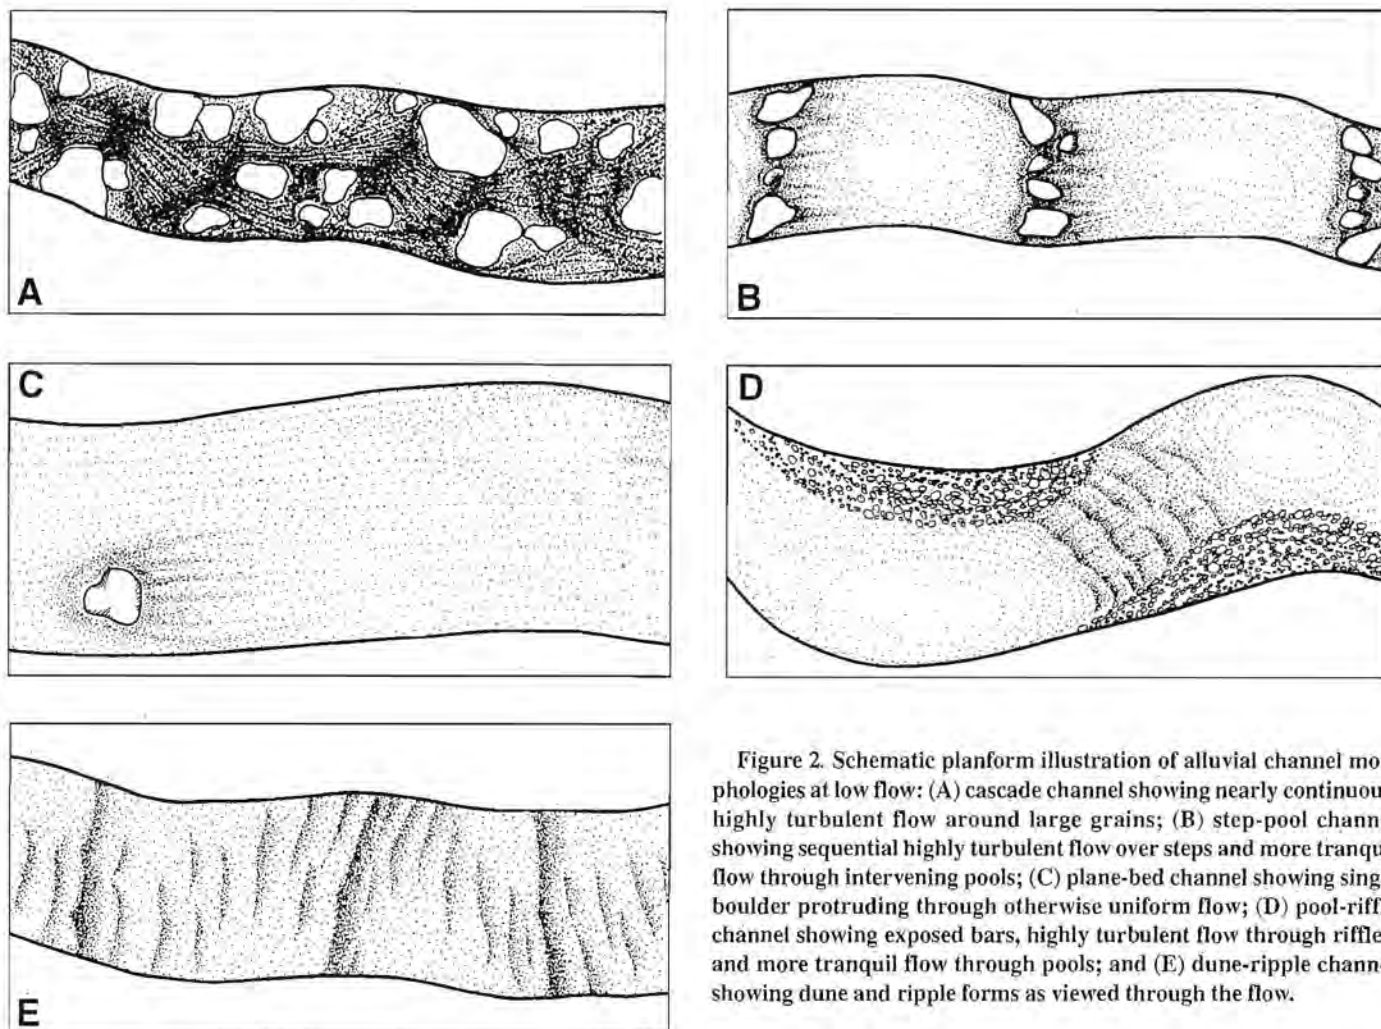 A
B
C
D
E
Figure 2. Schematic planform illustration of alluvial channel mo
phologies at low flow: (A) cascade channel showing nearly continuou
highly turbulent flow around large grains; (B) step-pool chann
showing sequential highly turbulent flow over steps and more tranqu
flow through intervening pools; (C) plane-bed channel showing sing
boulder protruding through otherwise uniform flow; (D) pool-riff
channel showing exposed bars, highly turbulent flow through riffle
and more tranquil flow through pools; and (E) dune-ripple chann
showing dune and ripple forms as viewed through the flow.